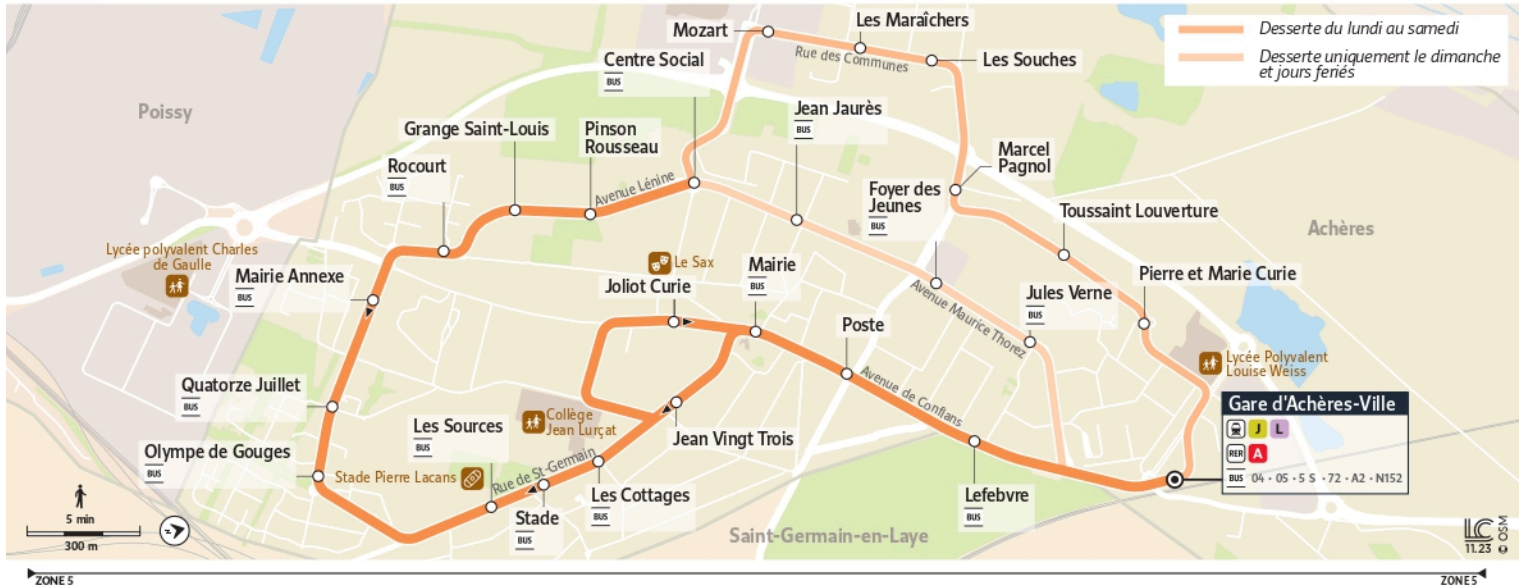 Mozart
Les Maraîchers
Rue des Communes
Les Souches
Desserte du lundi au samedi
Desserte uniquement le dimanche
et jours feriés
Centre Social
BUS
Poissy
Grange Saint-Louis
Pinson
Rousseau
Jean Jaurès
BUS
Rocourt
BUS
Avenue Lénine
Marcel
Pagnol
Foyer des
Jeunes
BUS
Toussaint Louverture
Achères
Lycée polyvalent Charles
de Gaulle
Mairie Annexe
BUS
Le Sax
Joliot Curie
Mairie
BUS
Pierre et Marie Curie
Jules Verne
BUS
Avenue Maurice Thorez
Poste
Lycée Polyvalent
Louise Weiss
Quatorze Juillet
BUS
Avenue de Conflans
Gare d'Achères-Ville
J L
RER A
BUS 04 • 05 • 5 S • 72 • A2 • N152
Les Sources
BUS
Collège
Jean Lurçat
Jean Vingt Trois
Olympe de Gouges
BUS
Stade Pierre Lacans
Rue de St-Germain
Les Cottages
BUS
Stade
BUS
Lefebvre
BUS
Saint-Germain-en-Laye
5 min
300 m
LC
11.23
© OSM
ZONE 5
ZONE 5